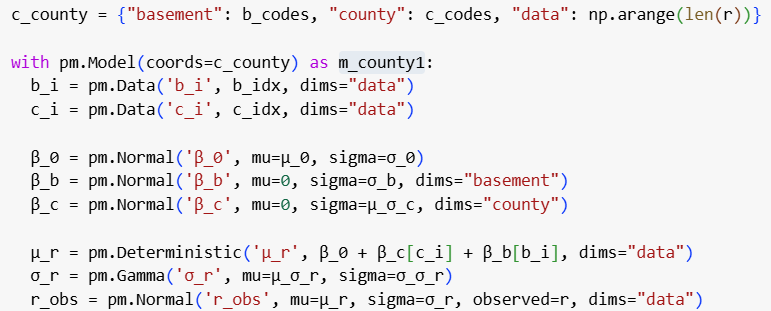 c_county = {"basement": b_codes, "county": c_codes, "data": np.arange(len(r))}
with pm.Model(coords=c_county) as m_county1:
  b_i = pm.Data('b_i', b_idx, dims="data")
  c_i = pm.Data('c_i', c_idx, dims="data")
  β_0 = pm.Normal('β_0', mu=μ_0, sigma=σ_0)
  β_b = pm.Normal('β_b', mu=0, sigma=σ_b, dims="basement")
  β_c = pm.Normal('β_c', mu=0, sigma=μ_σ_c, dims="county")
  μ_r = pm.Deterministic('μ_r', β_0 + β_c[c_i] + β_b[b_i], dims="data")
  σ_r = pm.Gamma('σ_r', mu=μ_σ_r, sigma=σ_σ_r)
  r_obs = pm.Normal('r_obs', mu=μ_r, sigma=σ_r, observed=r, dims="data")